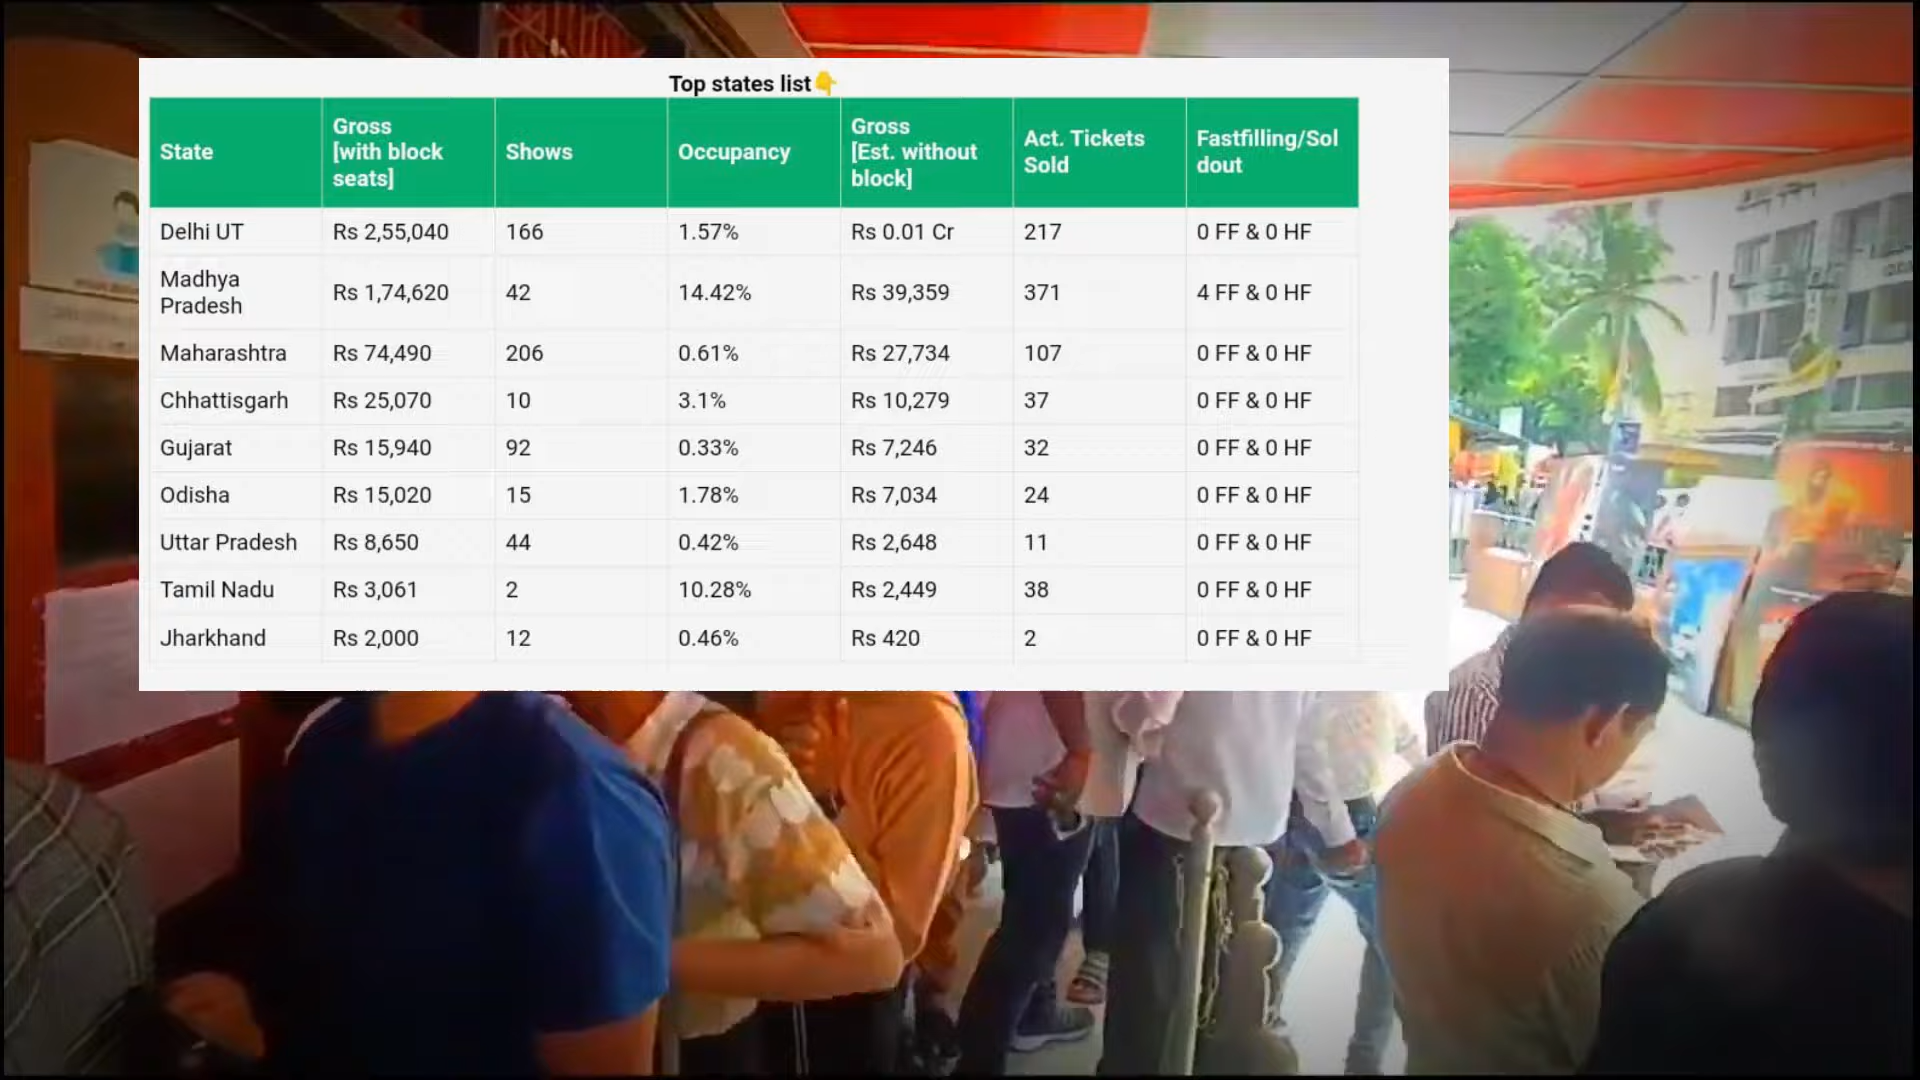 Top states list👇
State
Gross
[with block
seats]
Shows
Occupancy
Gross
[Est. without
block]
Act. Tickets
Sold
Fastfilling/Sol
dout
Delhi UT Rs 2,55,040 166 1.57% Rs 0.01 Cr 217 0 FF & 0 HF
Madhya
Pradesh
Rs 1,74,620 42 14.42% Rs 39,359 371 4 FF & 0 HF
Maharashtra Rs 74,490 206 0.61% Rs 27,734 107 0 FF & 0 HF
Chhattisgarh Rs 25,070 10 3.1% Rs 10,279 37 0 FF & 0 HF
Gujarat Rs 15,940 92 0.33% Rs 7,246 32 0 FF & 0 HF
Odisha Rs 15,020 15 1.78% Rs 7,034 24 0 FF & 0 HF
Uttar Pradesh Rs 8,650 44 0.42% Rs 2,648 11 0 FF & 0 HF
Tamil Nadu Rs 3,061 2 10.28% Rs 2,449 38 0 FF & 0 HF
Jharkhand Rs 2,000 12 0.46% Rs 420 2 0 FF & 0 HF